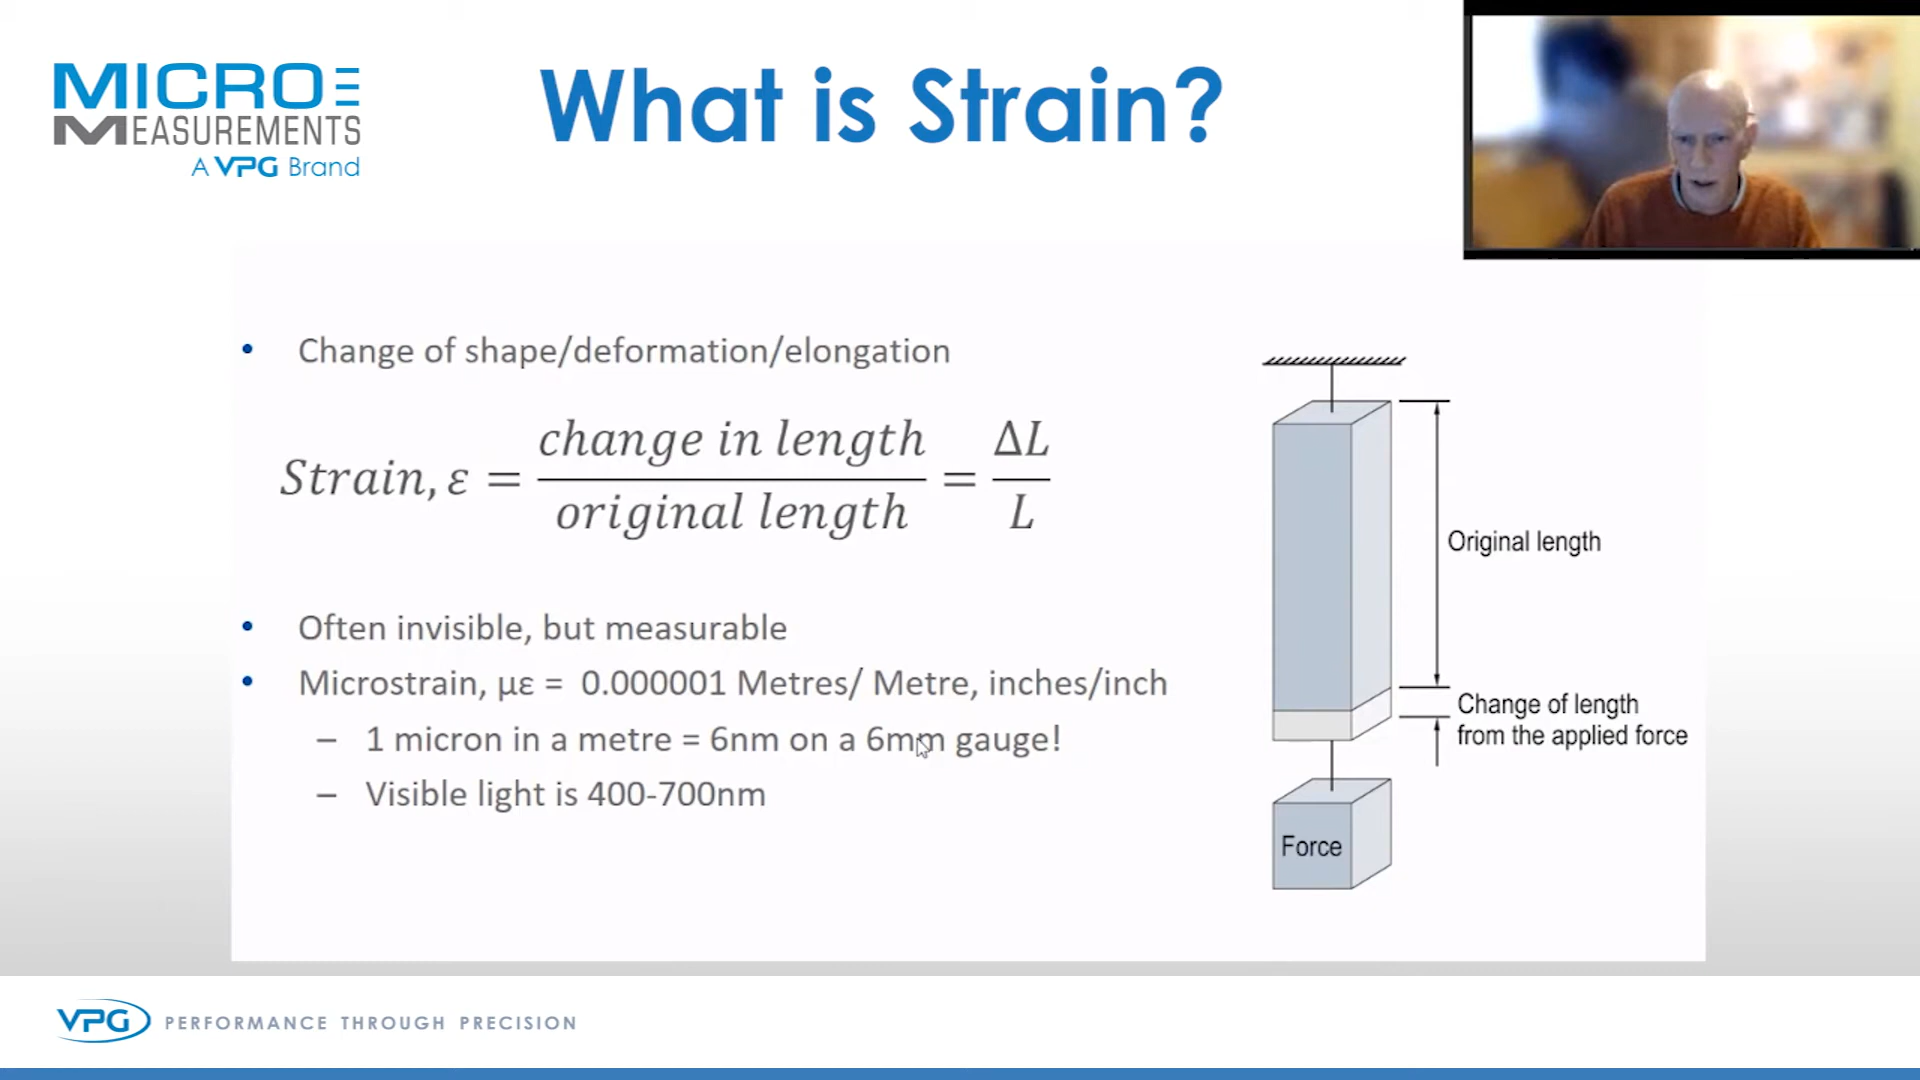 MICRO
MEASUREMENTS
A VPG Brand
What is Strain?
• Change of shape/deformation/elongation
Strain, ε = change in length / original length = ΔL / L
• Often invisible, but measurable
• Microstrain, με = 0.000001 Metres/ Metre, inches/inch
– 1 micron in a metre = 6nm on a 6mm gauge!
– Visible light is 400-700nm
Original length
Change of length
from the applied force
Force
VPG PERFORMANCE THROUGH PRECISION